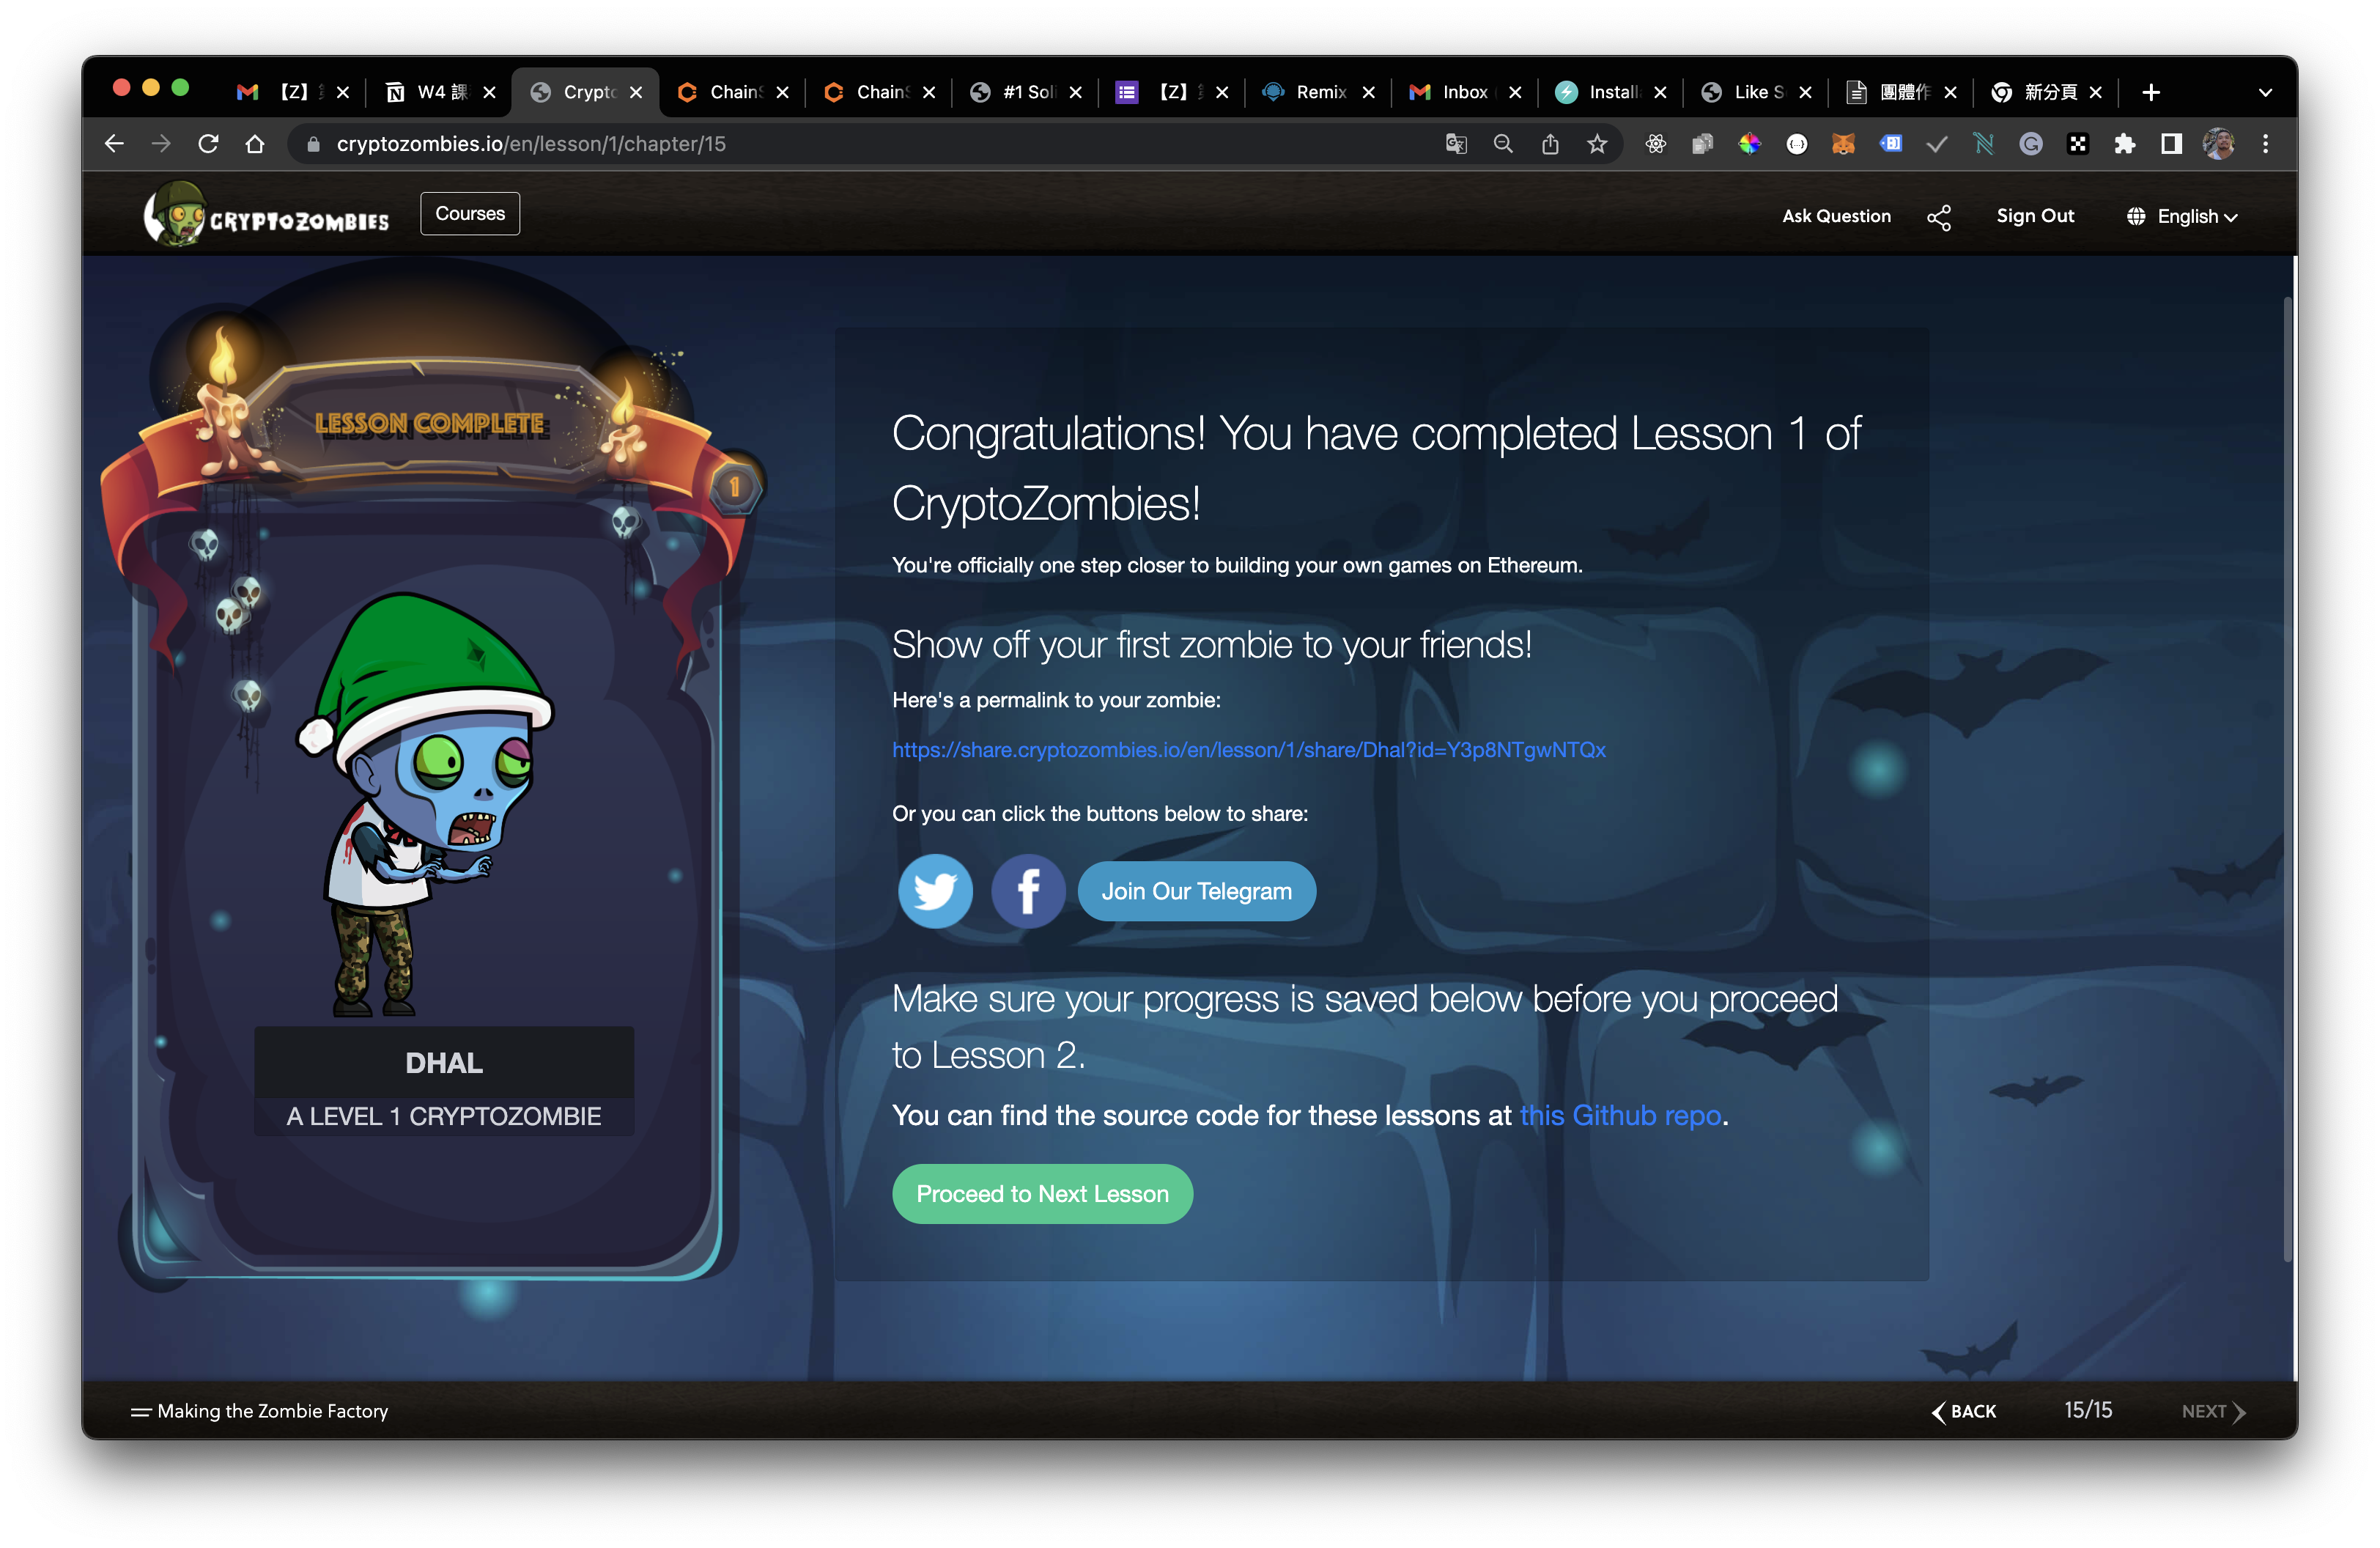 【Z】
W4 課
Crypto
Chain
Chain
#1 Soli
【Z】
Remix
Inbox
Install
Like S
團體作
新分頁
cryptozombies.io/en/lesson/1/chapter/15
CRYPTOZOMBIES
Courses
Ask Question
Sign Out
English
LESSON COMPLETE
1
DHAL
A LEVEL 1 CRYPTOZOMBIE
Congratulations! You have completed Lesson 1 of
CryptoZombies!
You're officially one step closer to building your own games on Ethereum.
Show off your first zombie to your friends!
Here's a permalink to your zombie:
https://share.cryptozombies.io/en/lesson/1/share/Dhal?id=Y3p8NTgwNTQx
Or you can click the buttons below to share:
Join Our Telegram
Make sure your progress is saved below before you proceed
to Lesson 2.
You can find the source code for these lessons at this Github repo.
Proceed to Next Lesson
Making the Zombie Factory
BACK
15/15
NEXT